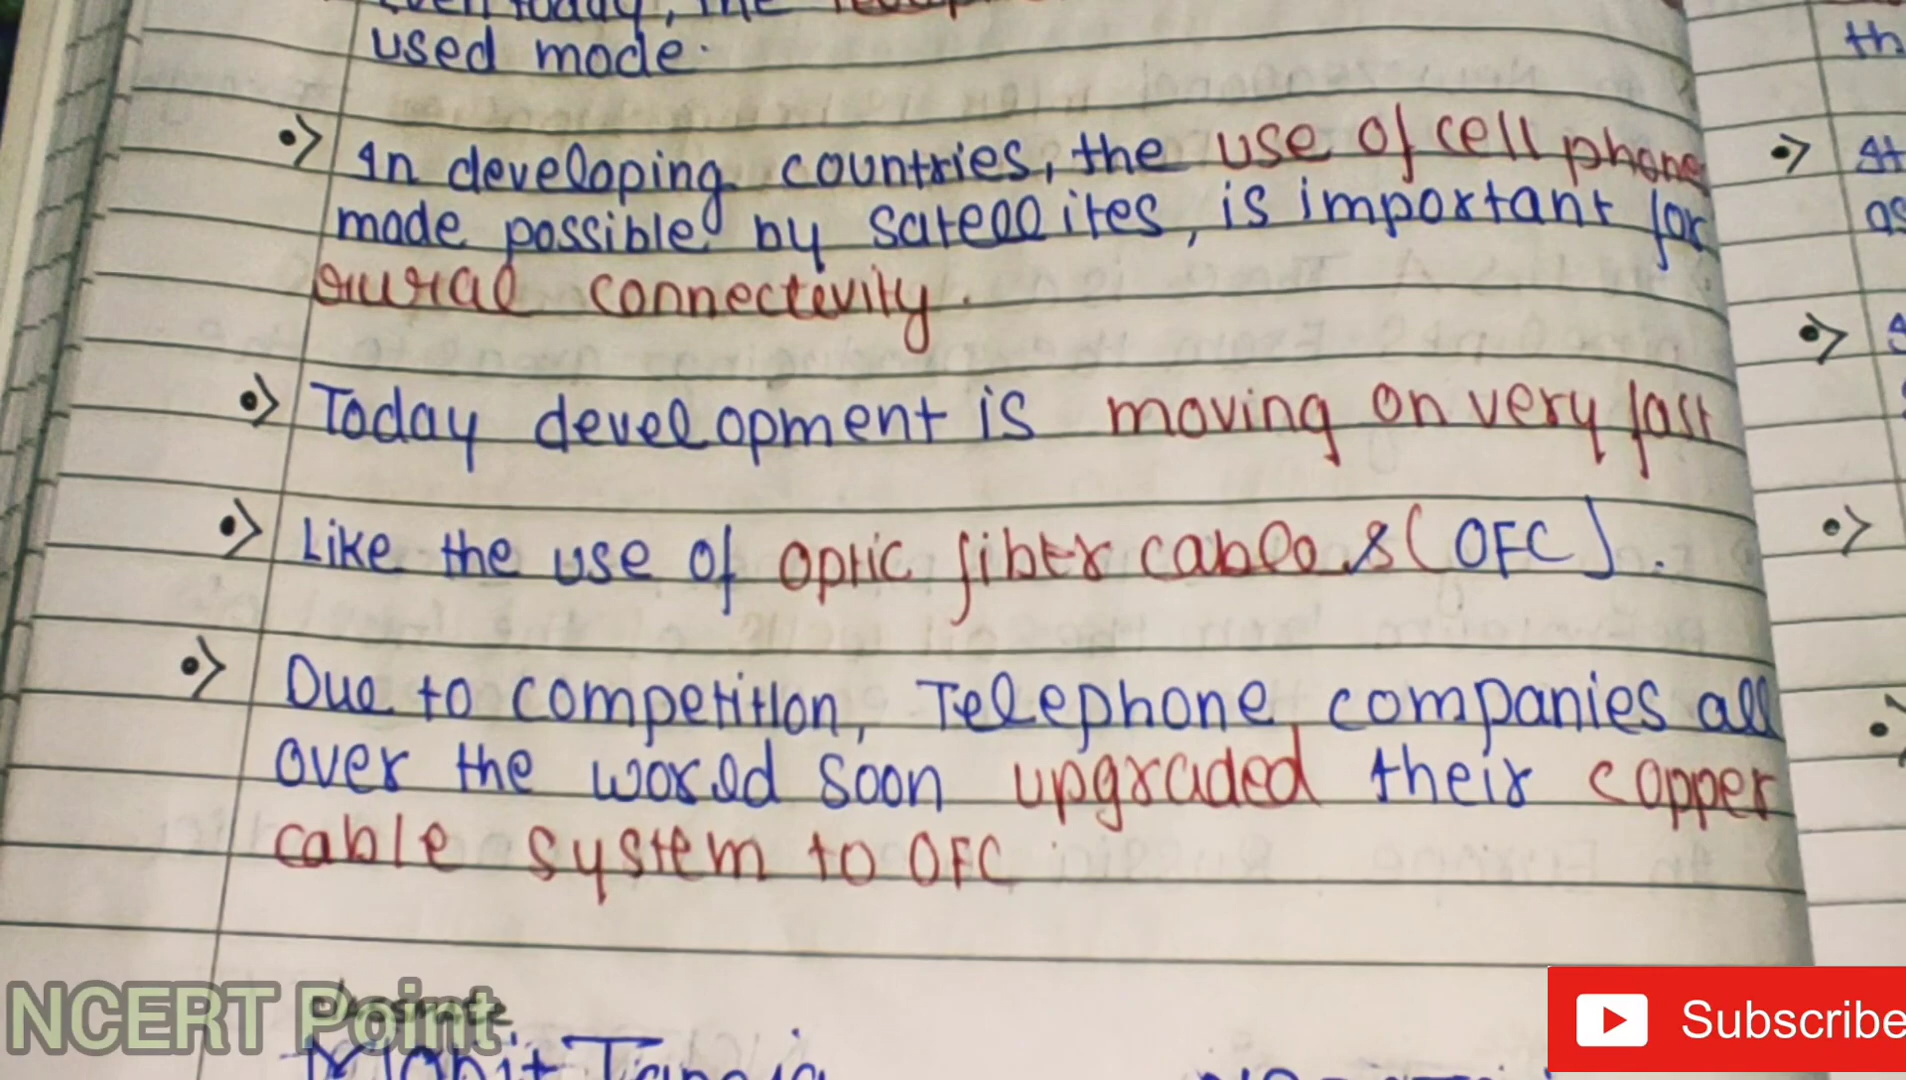 used mode.
•> In developing countries, the use of cell phone
made possible by satellites, is important for
rural connectivity.
•> Today development is moving on very fast
•> Like the use of optic fiber cables (OFC).
•> Due to competition, Telephone companies all
over the world soon upgraded their copper
cable system to OFC
th
•>
as
•>
•>
NCERT Point
Subscribe